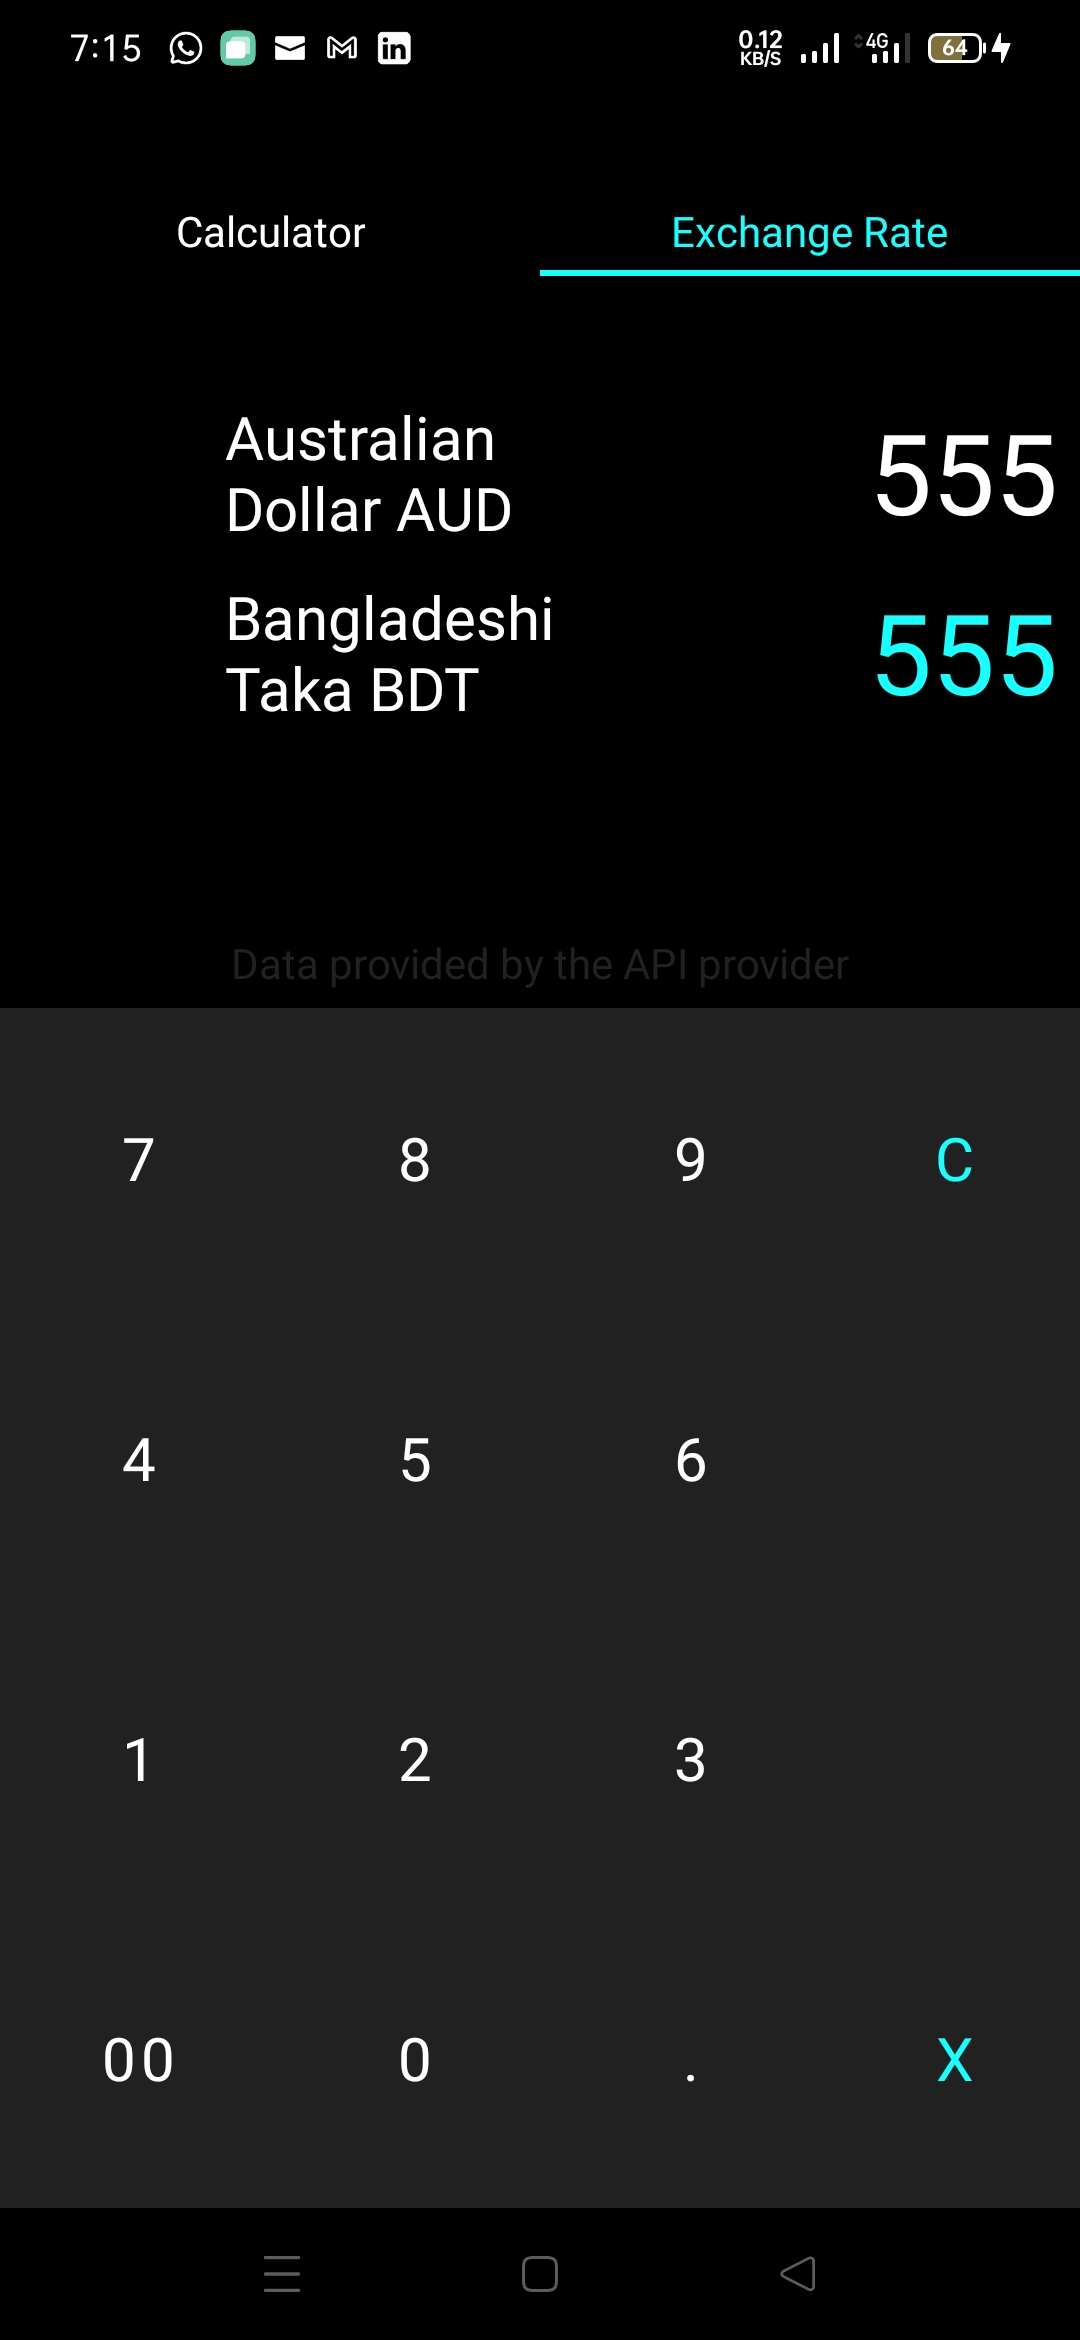 7:15 0.12 KB/S 4G 64
Calculator Exchange Rate
Australian
Dollar AUD
555
Bangladeshi
Taka BDT
555
Data provided by the API provider
7 8 9 C
4 5 6
1 2 3
00 0 . X